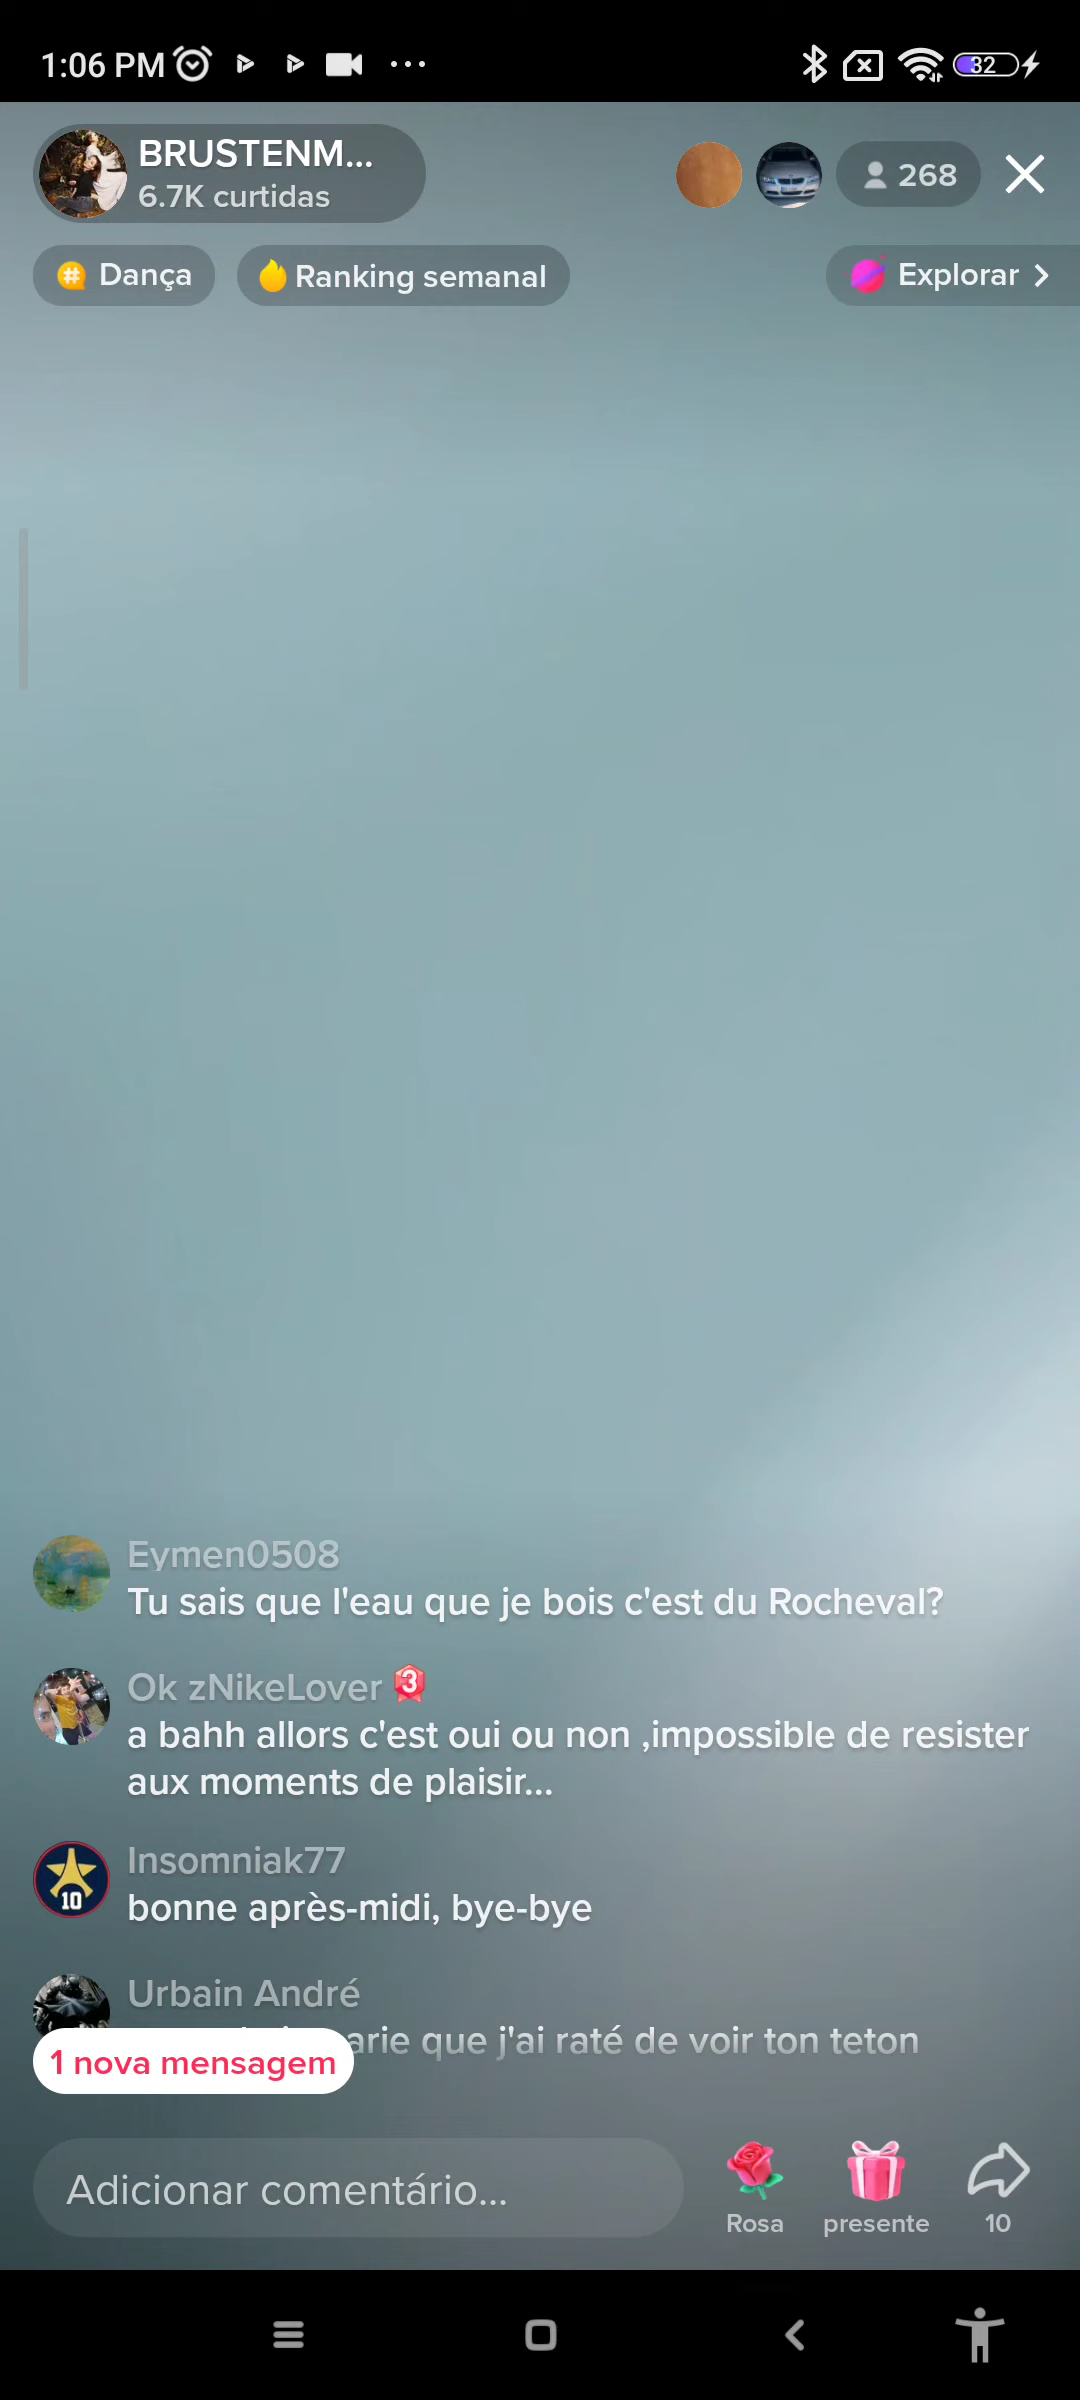 1:06 PM
32
BRUSTENM...
6.7K curtidas
268
Dança
Ranking semanal
Explorar
Eymen0508
Tu sais que l'eau que je bois c'est du Rocheval?
Ok zNikeLover 3
a bahh allors c'est oui ou non ,impossible de resister
aux moments de plaisir...
10
Insomniak77
bonne après-midi, bye-bye
Urbain André
que j'ai raté de voir ton teton
1 nova mensagem
Adicionar comentário...
Rosa
presente
10